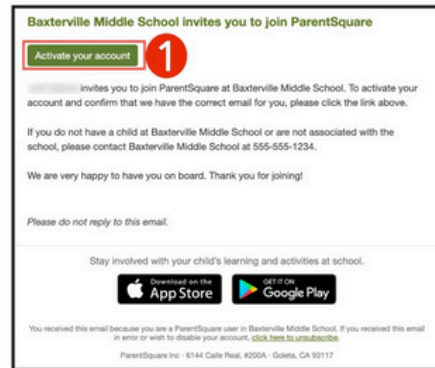 Baxterville Middle School invites you to join ParentSquare
Activate your account
1
invites you to join ParentSquare at Baxterville Middle School. To activate your
account and confirm that we have the correct email for you, please click the link above.
If you do not have a child at Baxterville Middle School or are not associated with the
school, please contact Baxterville Middle School at 555-555-1234.
We are very happy to have you on board. Thank you for joining!
Please do not reply to this email.
Stay involved with your child's learning and activities at school.
Download on the
App Store
GET IT ON
Google Play
You received this email because you are a ParentSquare user in Baxterville Middle School. If you received this email
in error or wish to disable your account, click here to unsubscribe.
ParentSquare Inc · 6144 Calle Real, #200A · Goleta, CA 93117